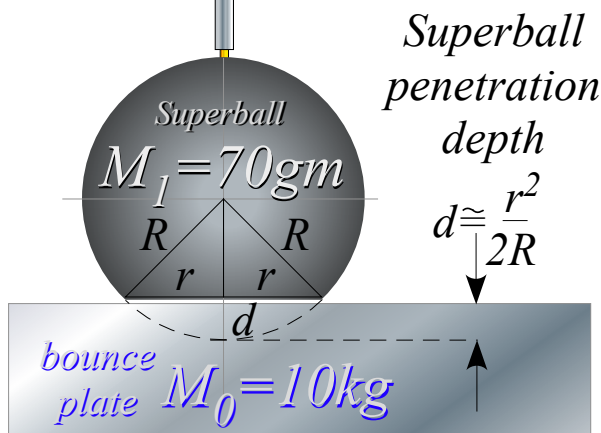 Superball
penetration
depth
d≅ r²/2R
Superball
M₁=70gm
R R
r r
d
bounce
plate
M₀=10kg